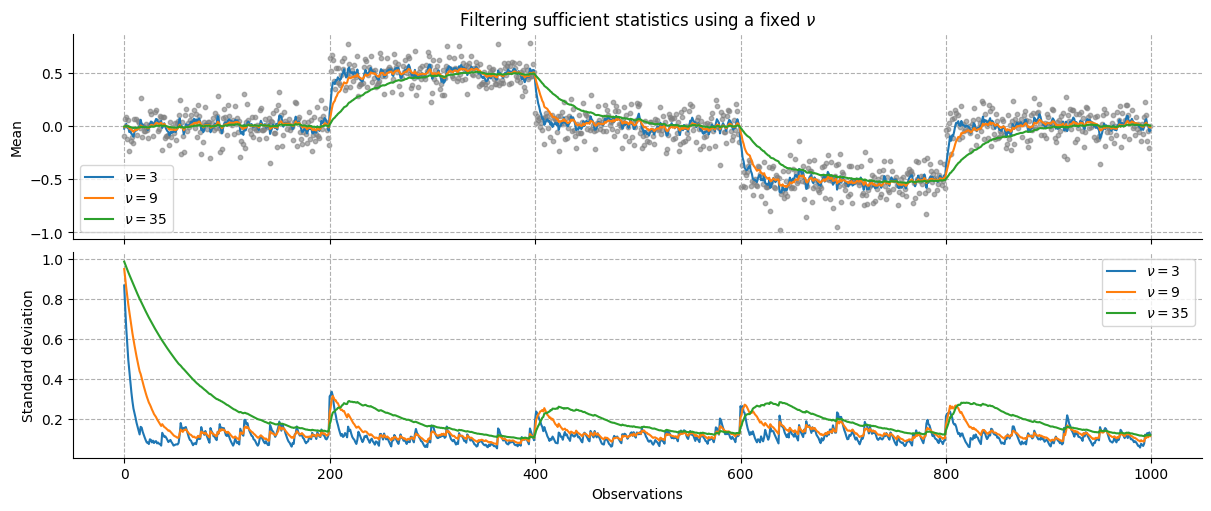 Filtering sufficient statistics using a fixed ν
Mean
0.5
0.0
−0.5
−1.0
ν = 3
ν = 9
ν = 35
Standard deviation
1.0
0.8
0.6
0.4
0.2
ν = 3
ν = 9
ν = 35
0 200 400 600 800 1000
Observations